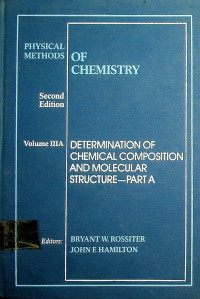 PHYSICAL
METHODS
OF
CHEMISTRY
Second
Edition
Volume IIIA
DETERMINATION OF
CHEMICAL COMPOSITION
AND MOLECULAR
STRUCTURE—PART A
Editors:
BRYANT W. ROSSITER
JOHN F. HAMILTON